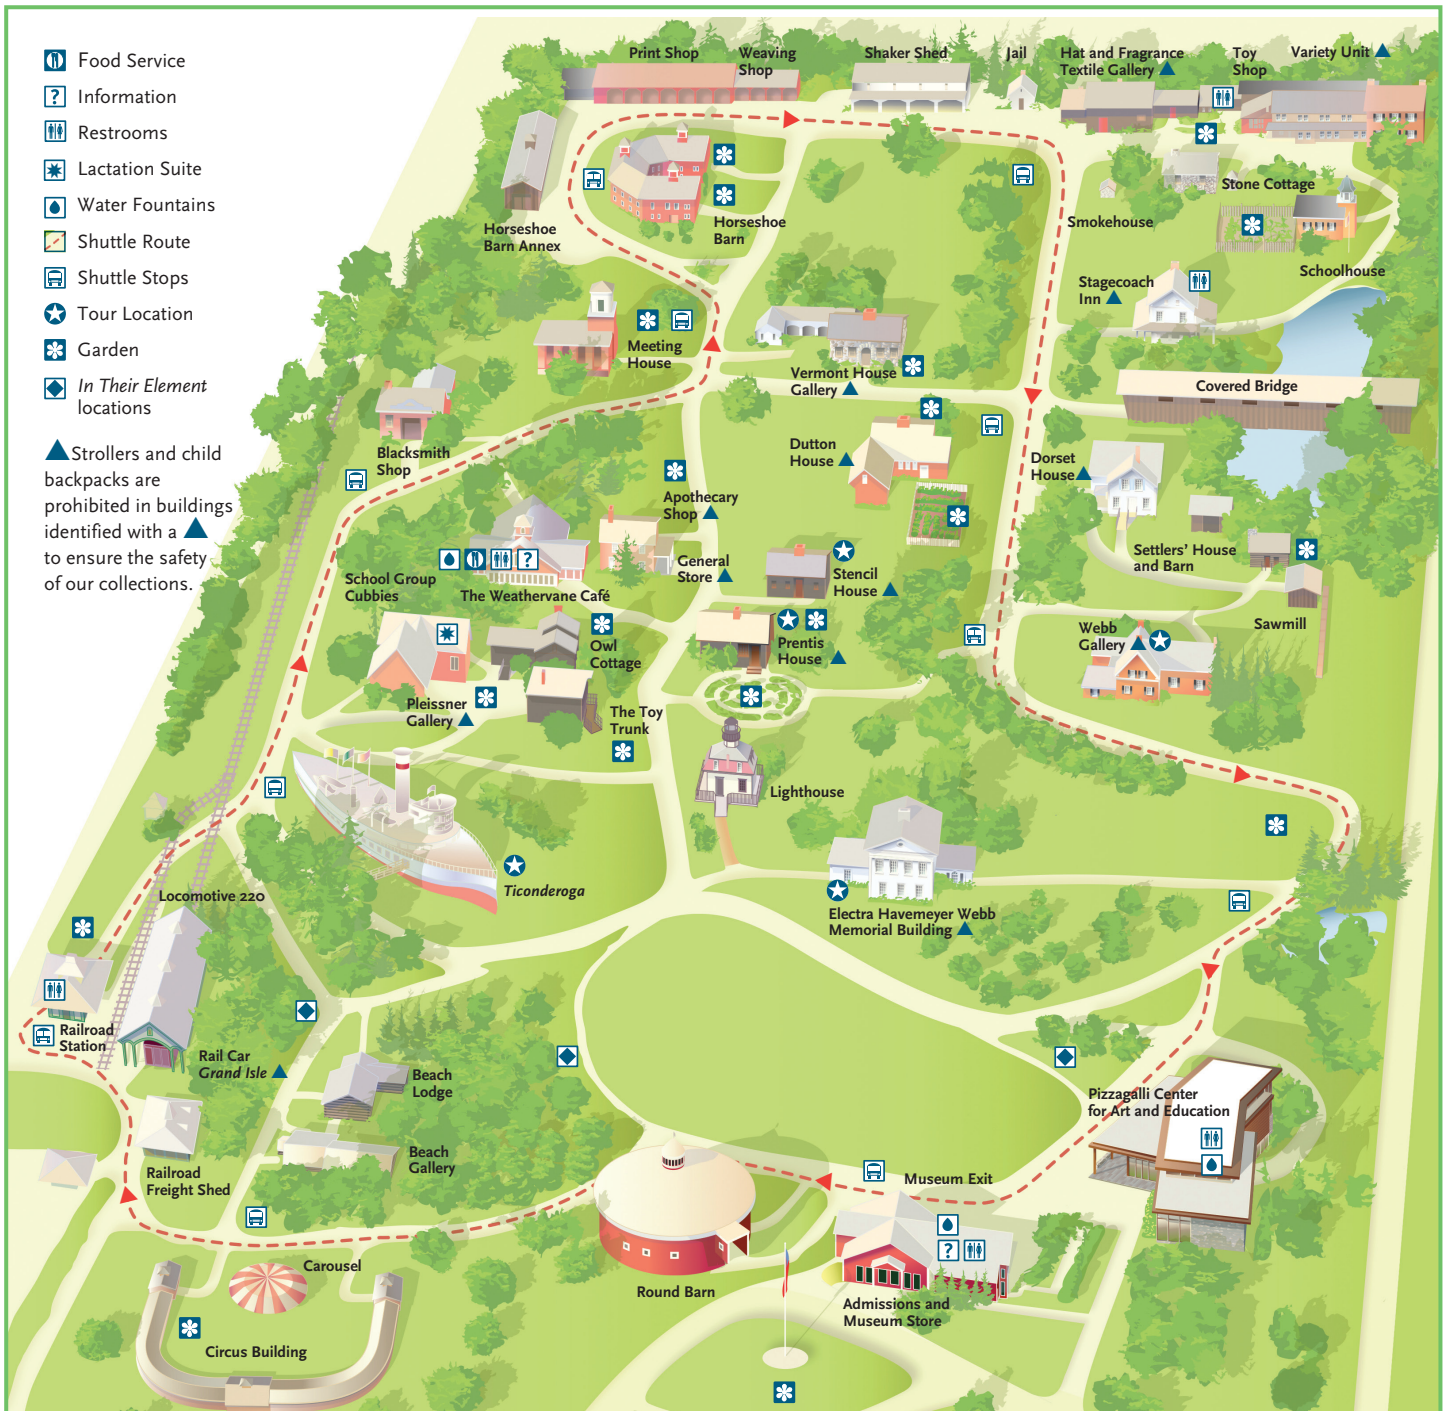 Food Service
Information
Restrooms
Lactation Suite
Water Fountains
Shuttle Route
Shuttle Stops
Tour Location
Garden
In Their Element
locations
Strollers and child
backpacks are
prohibited in buildings
identified with a
to ensure the safety
of our collections.
Print Shop
Weaving
Shop
Shaker Shed
Jail
Hat and Fragrance
Textile Gallery
Toy
Shop
Variety Unit
Stone Cottage
Smokehouse
Schoolhouse
Horseshoe
Barn Annex
Horseshoe
Barn
Stagecoach
Inn
Meeting
House
Vermont House
Gallery
Covered Bridge
Blacksmith
Shop
Dutton
House
Dorset
House
Apothecary
Shop
General
Store
Stencil
House
Settlers' House
and Barn
Sawmill
School Group
Cubbies
The Weathervane Café
Owl
Cottage
Prentis
House
Webb
Gallery
Pleissner
Gallery
The Toy
Trunk
Lighthouse
Ticonderoga
Locomotive 220
Electra Havemeyer Webb
Memorial Building
Railroad
Station
Rail Car
Grand Isle
Beach
Lodge
Pizzagalli Center
for Art and Education
Beach
Gallery
Railroad
Freight Shed
Museum Exit
Carousel
Round Barn
Admissions and
Museum Store
Circus Building